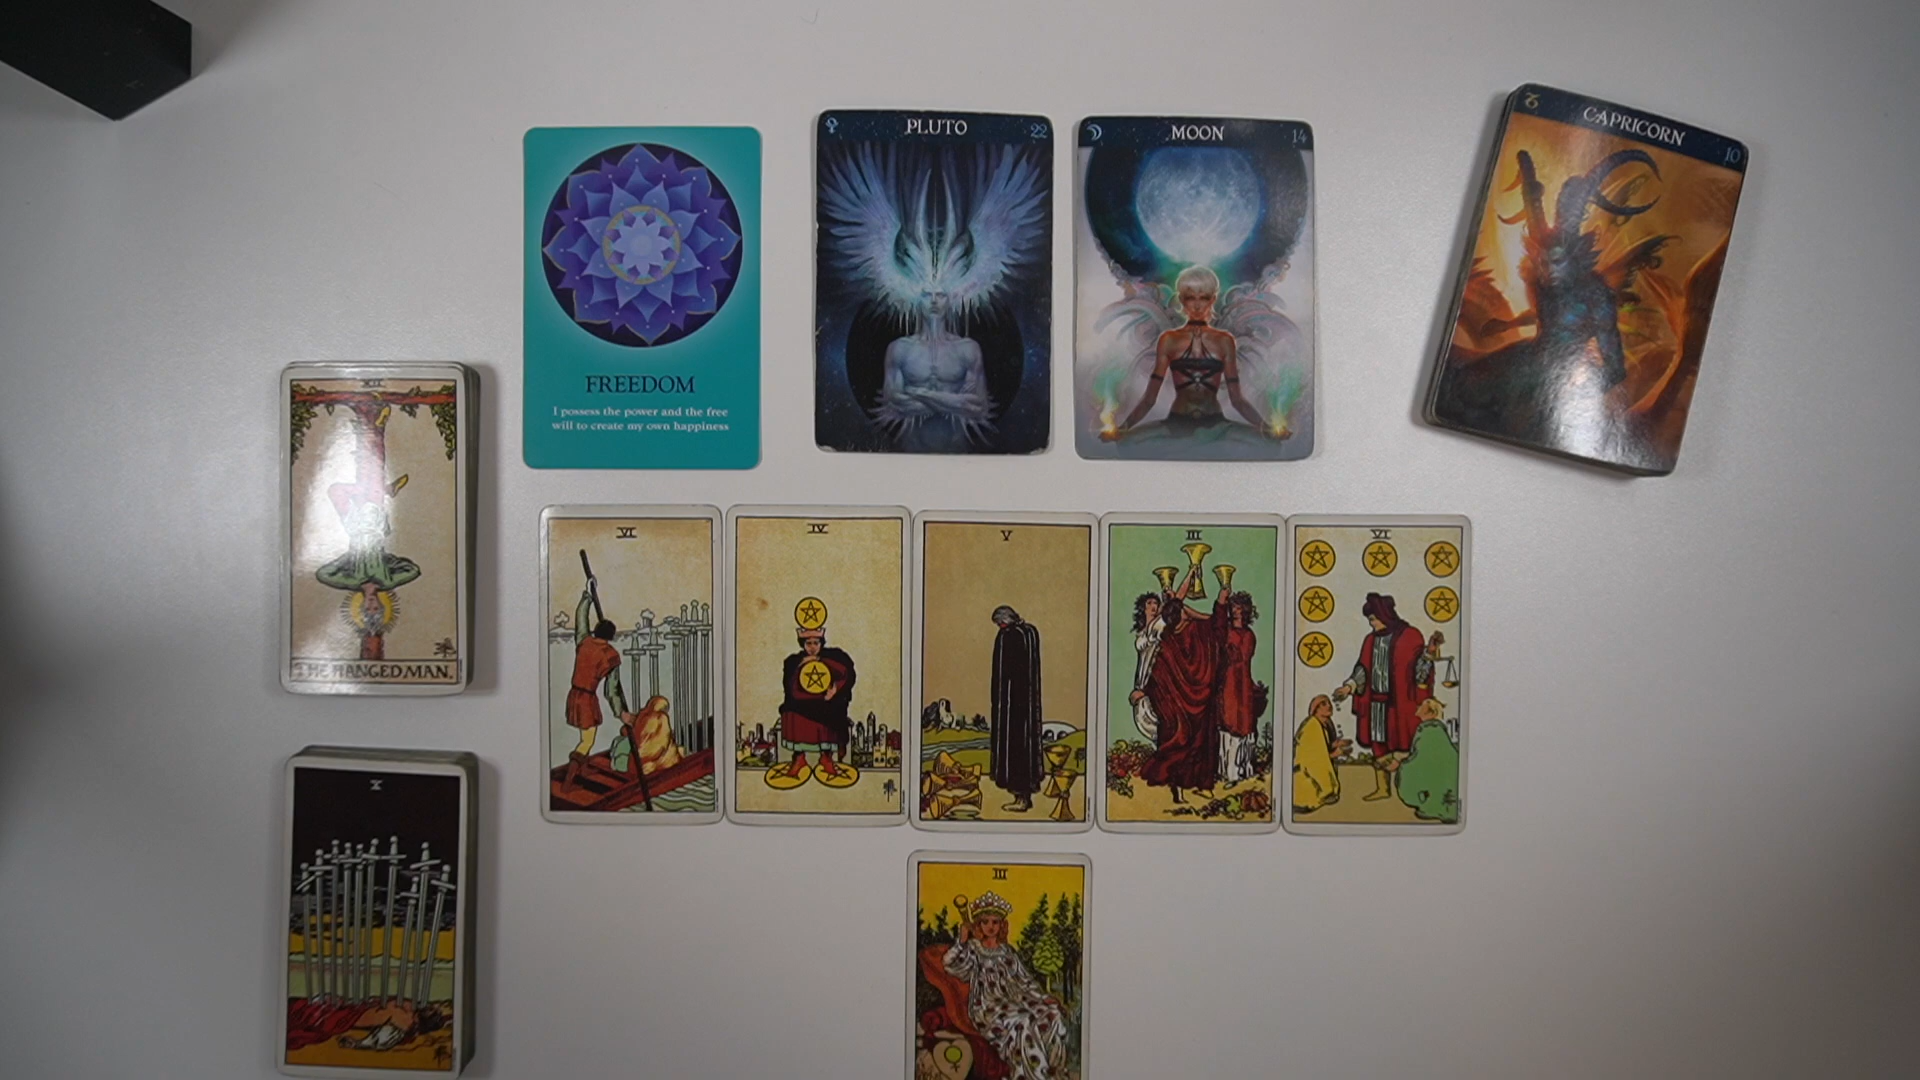 PLUTO
22
MOON
14
CAPRICORN
10
FREEDOM
I possess the power and the free
will to create my own happiness
XII
THE HANGED MAN.
VI
IV
V
III
VI
X
III